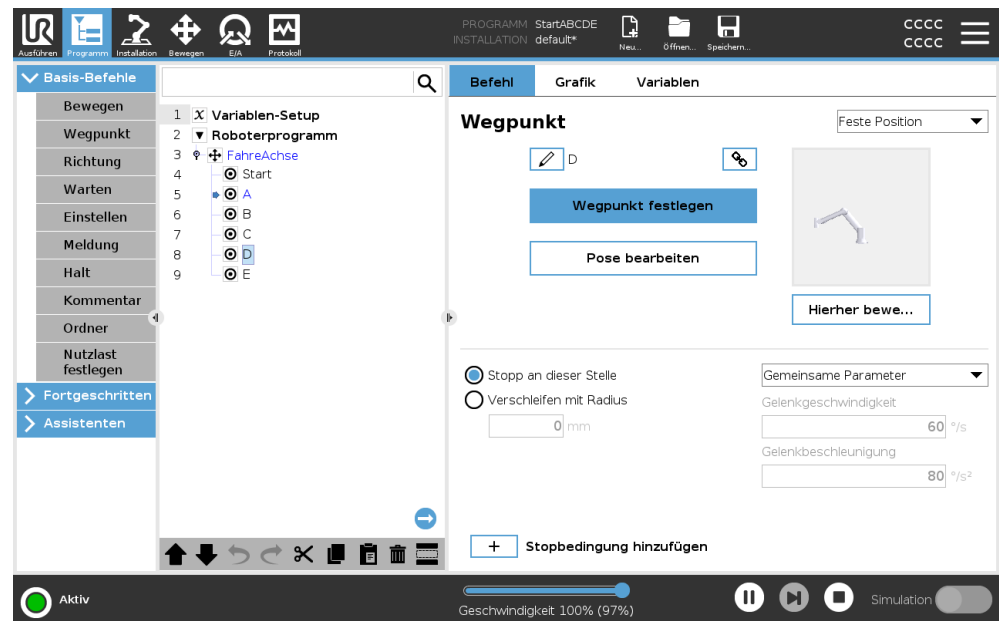 PROGRAMM StartABCDE
INSTALLATION default*
Ausführen Programm Installation Bewegen E/A Protokoll
Neu... Öffnen... Speichern...
CCCC
CCCC
Basis-Befehle
Bewegen
Wegpunkt
Richtung
Warten
Einstellen
Meldung
Halt
Kommentar
Ordner
Nutzlast
festlegen
Fortgeschritten
Assistenten
1 X Variablen-Setup
2 Roboterprogramm
3 FahreAchse
4 Start
5 A
6 B
7 C
8 D
9 E
Befehl Grafik Variablen
Wegpunkt
Feste Position
D
Wegpunkt festlegen
Pose bearbeiten
Hierher bewe...
Stopp an dieser Stelle
Verschleifen mit Radius
0 mm
Gemeinsame Parameter
Gelenkgeschwindigkeit
60 °/s
Gelenkbeschleunigung
80 °/s²
+ Stopbedingung hinzufügen
Aktiv
Geschwindigkeit 100% (97%)
Simulation